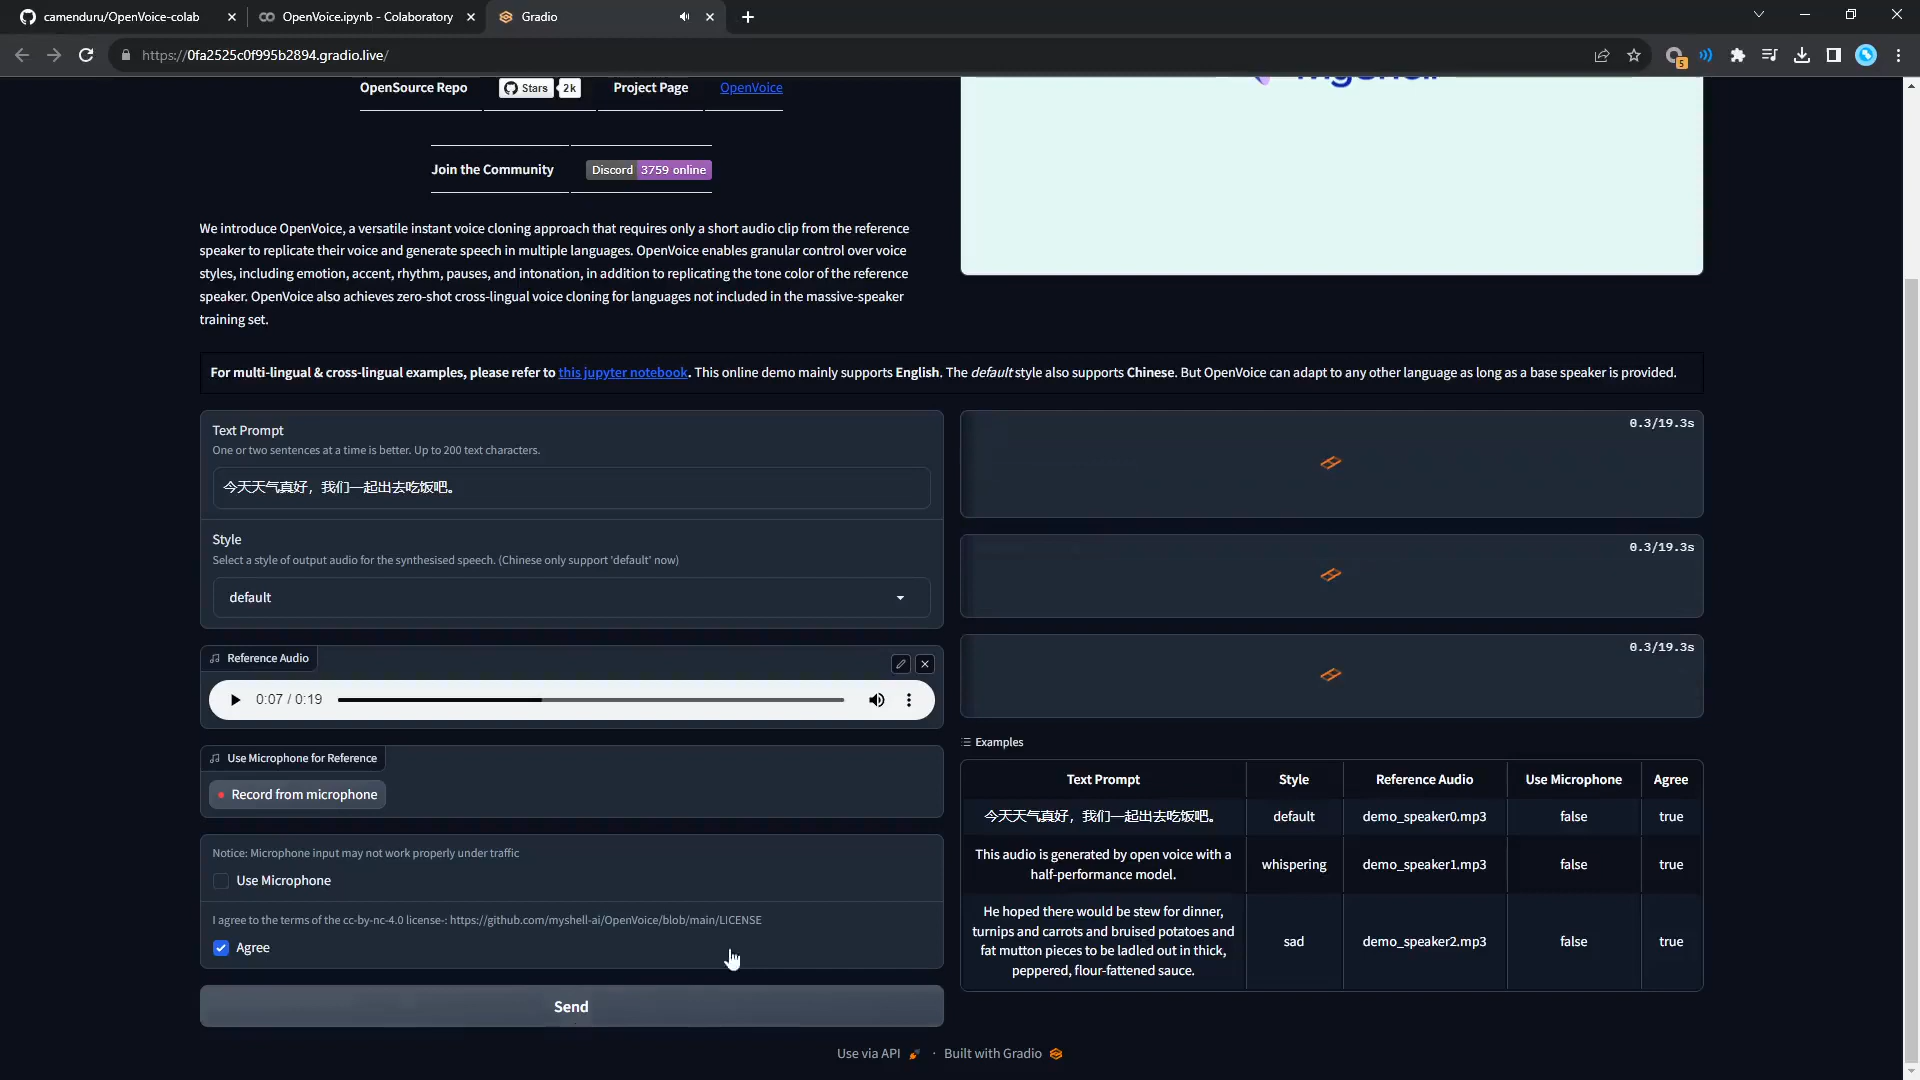 camenduru/OpenVoice-colab
OpenVoice.ipynb - Colaboratory
Gradio
https://0fa2525c0f995b2894.gradio.live/
5
OpenSource Repo
Stars
2k
Project Page
OpenVoice
Join the Community
Discord 3759 online
We introduce OpenVoice, a versatile instant voice cloning approach that requires only a short audio clip from the reference
speaker to replicate their voice and generate speech in multiple languages. OpenVoice enables granular control over voice
styles, including emotion, accent, rhythm, pauses, and intonation, in addition to replicating the tone color of the reference
speaker. OpenVoice also achieves zero-shot cross-lingual voice cloning for languages not included in the massive-speaker
training set.
For multi-lingual & cross-lingual examples, please refer to this jupyter notebook. This online demo mainly supports English. The default style also supports Chinese. But OpenVoice can adapt to any other language as long as a base speaker is provided.
Text Prompt
One or two sentences at a time is better. Up to 200 text characters.
今天天气真好，我们一起出去吃饭吧。
Style
Select a style of output audio for the synthesised speech. (Chinese only support 'default' now)
default
Reference Audio
0:07 / 0:19
Use Microphone for Reference
Record from microphone
Notice: Microphone input may not work properly under traffic
Use Microphone
I agree to the terms of the cc-by-nc-4.0 license-: https://github.com/myshell-ai/OpenVoice/blob/main/LICENSE
Agree
Send
0.3/19.3s
0.3/19.3s
0.3/19.3s
Examples
Text Prompt Style Reference Audio Use Microphone Agree
今天天气真好，我们一起出去吃饭吧。 default demo_speaker0.mp3 false true
This audio is generated by open voice with a
half-performance model.
whispering demo_speaker1.mp3 false true
He hoped there would be stew for dinner,
turnips and carrots and bruised potatoes and
fat mutton pieces to be ladled out in thick,
peppered, flour-fattened sauce.
sad demo_speaker2.mp3 false true
Use via API · Built with Gradio